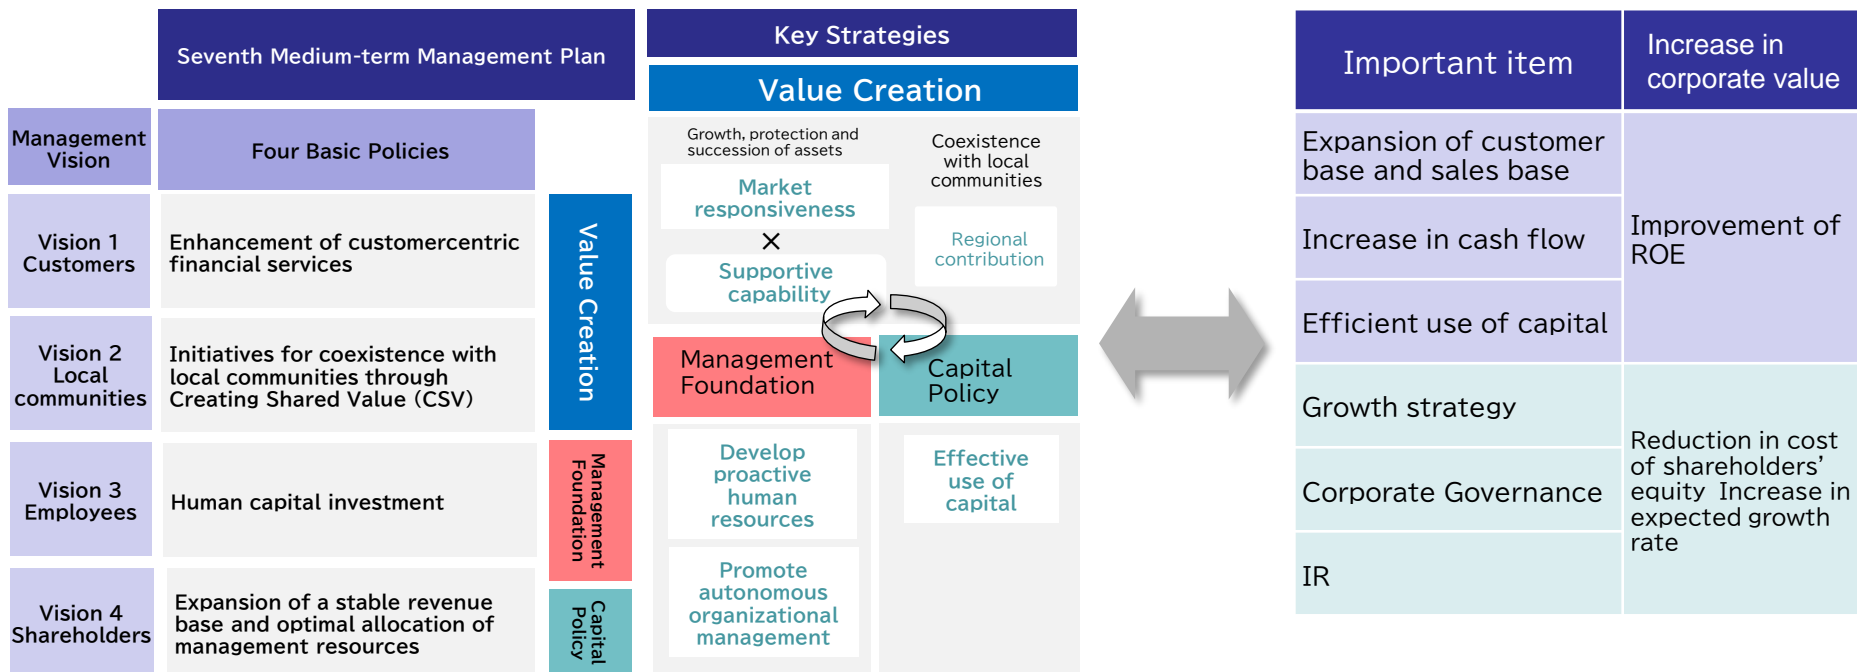 Seventh Medium-term Management Plan
Management
Vision
Four Basic Policies
Vision 1
Customers
Enhancement of customercentric
financial services
Vision 2
Local
communities
Initiatives for coexistence with
local communities through
Creating Shared Value (CSV)
Value Creation
Vision 3
Employees
Human capital investment
Management
Foundation
Vision 4
Shareholders
Expansion of a stable revenue
base and optimal allocation of
management resources
Capital
Policy
Key Strategies
Value Creation
Growth, protection and
succession of assets
Market
responsiveness
×
Supportive
capability
Coexistence
with local
communities
Regional
contribution
Management
Foundation
Develop
proactive
human
resources
Promote
autonomous
organizational
management
Capital
Policy
Effective
use of
capital
Important item
Increase in
corporate value
Expansion of customer
base and sales base
Increase in cash flow
Efficient use of capital
Improvement of
ROE
Growth strategy
Corporate Governance
IR
Reduction in cost
of shareholders’
equity Increase in
expected growth
rate